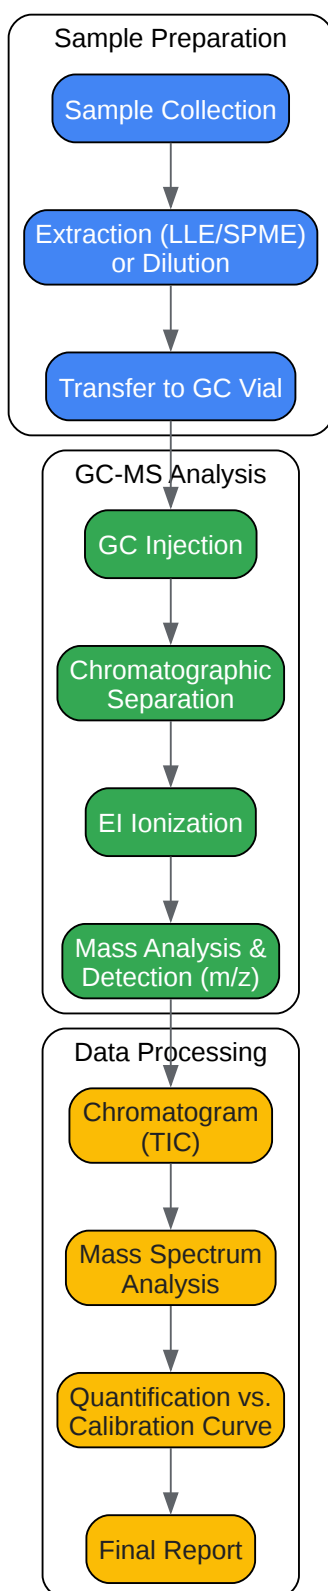 Sample Preparation
Sample Collection
Extraction (LLE/SPME)
or Dilution
Transfer to GC Vial
GC-MS Analysis
GC Injection
Chromatographic
Separation
EI Ionization
Mass Analysis &
Detection (m/z)
Data Processing
Chromatogram
(TIC)
Mass Spectrum
Analysis
Quantification vs.
Calibration Curve
Final Report